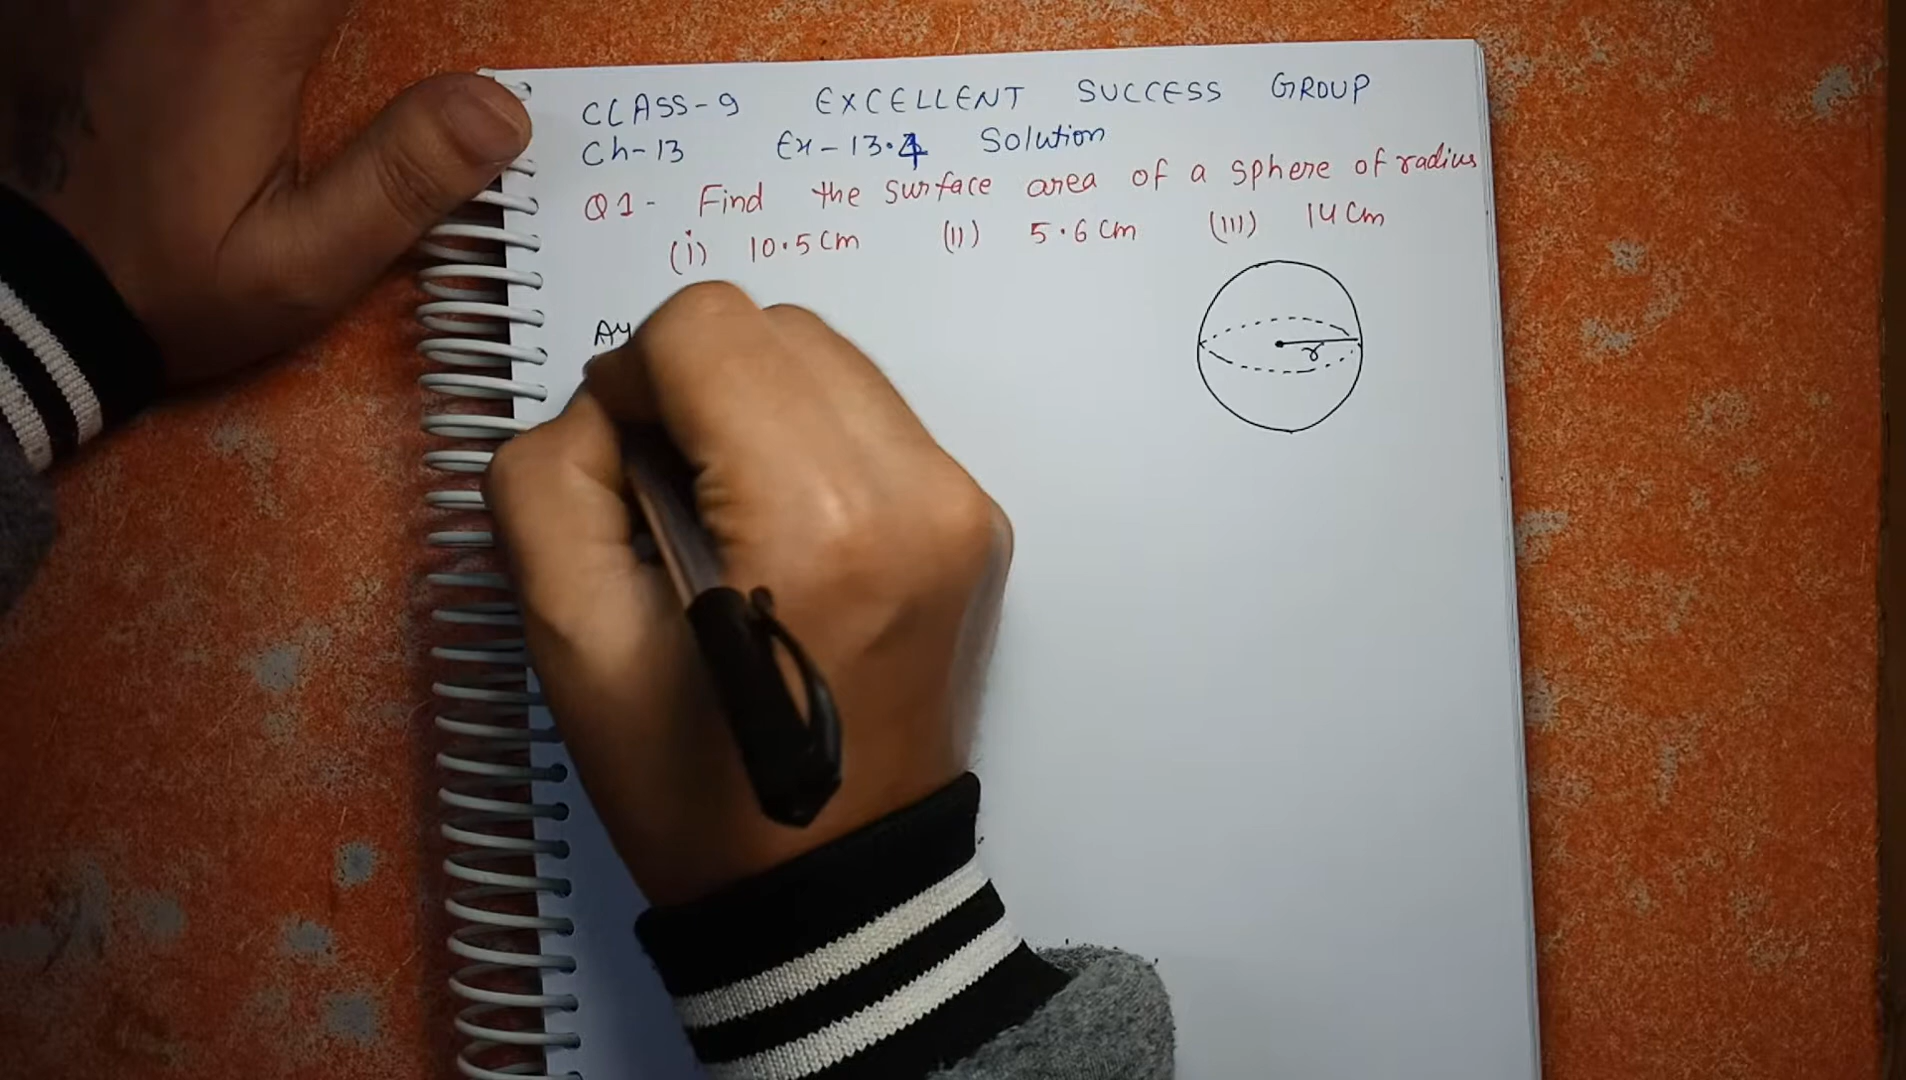 CLASS-9 EXCELLENT SUCCESS GROUP
Ch-13 Ex-13.4 Solution
Q1- Find the surface area of a sphere of radius
(i) 10.5 cm (ii) 5.6 cm (iii) 14 cm
r